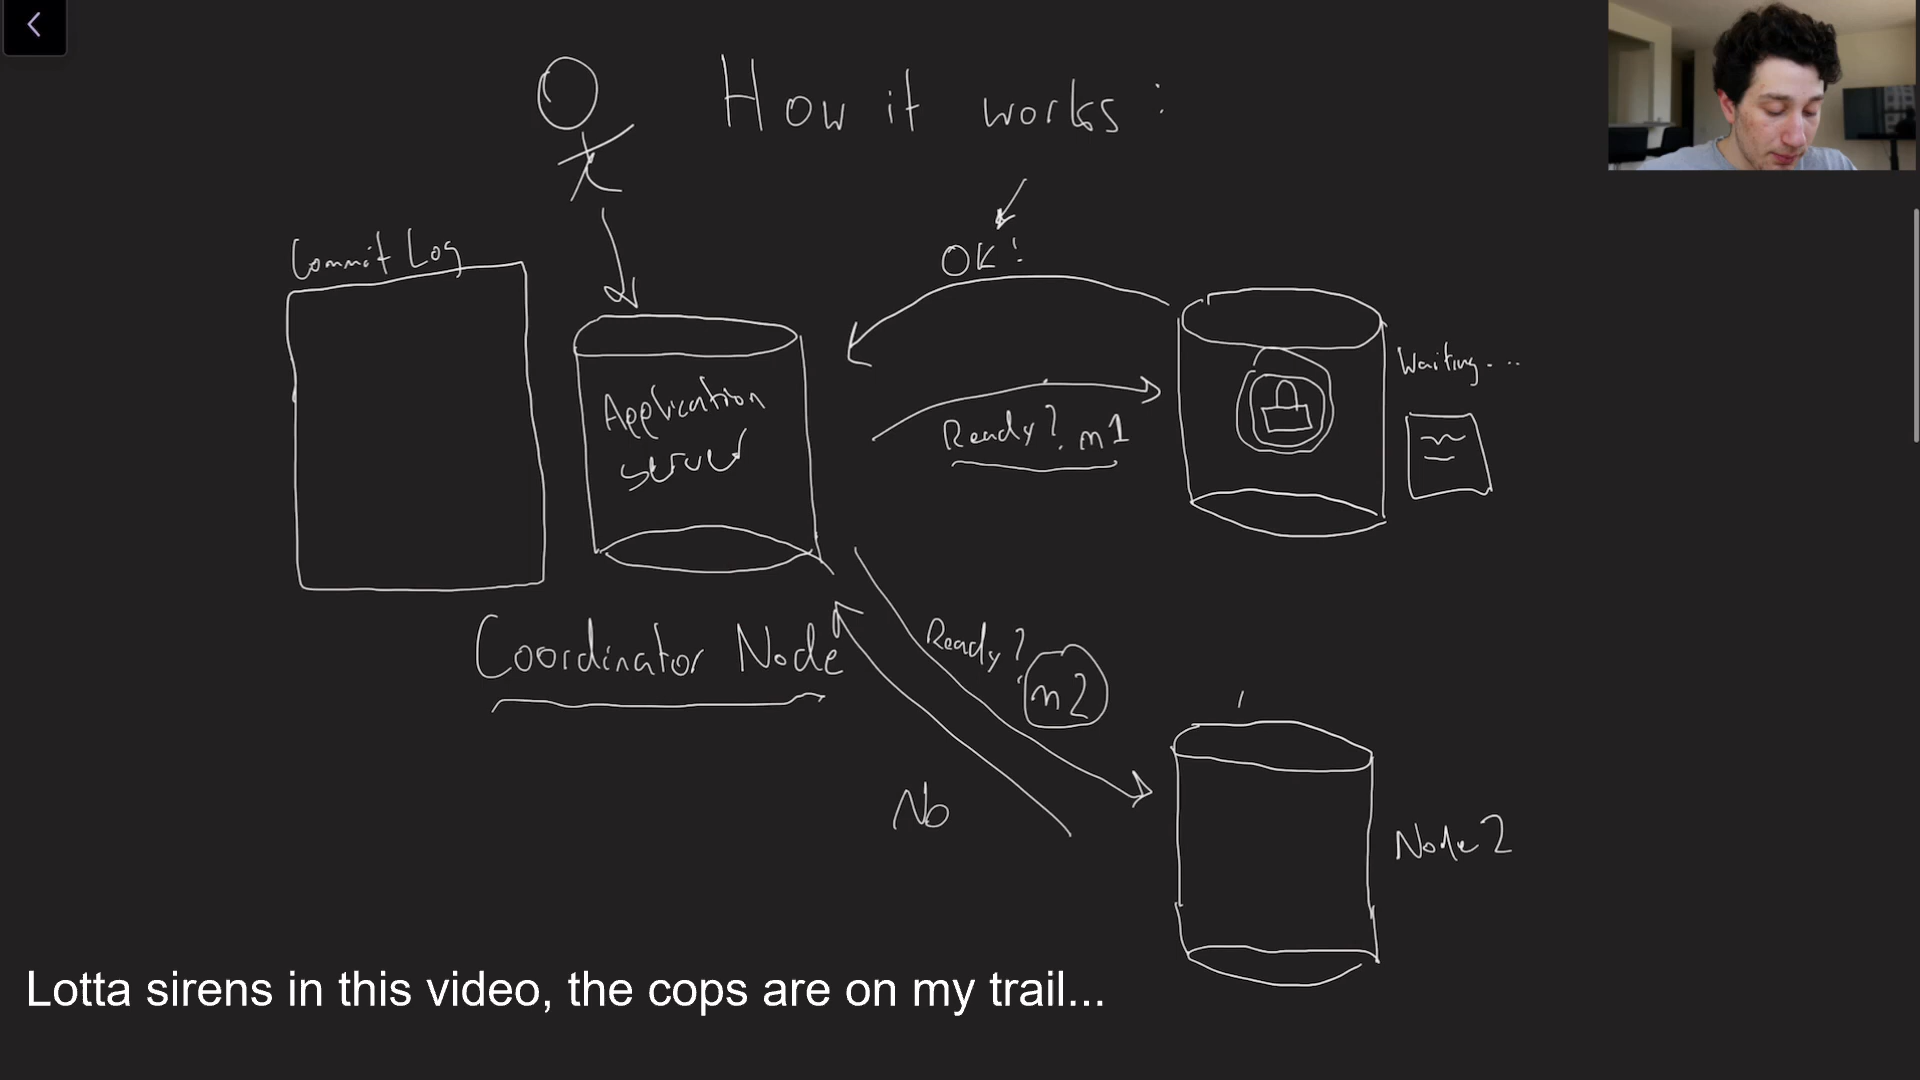 How it works:
Commit Log
OK!
Application
server
Waiting....
Ready? m1
Coordinator Node
Ready?
m2
No
Node 2
Lotta sirens in this video, the cops are on my trail...